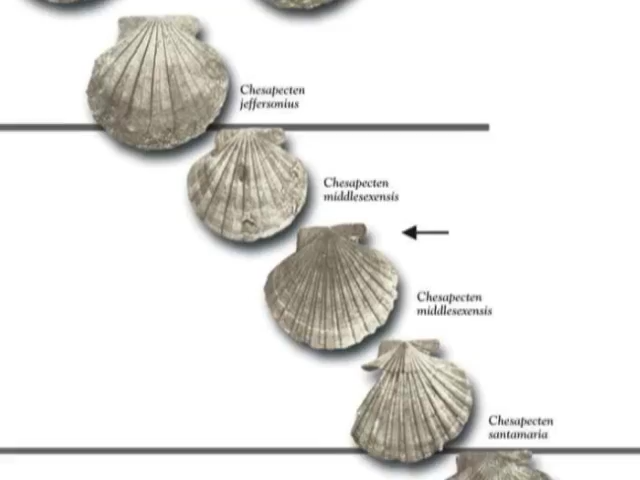 Chesapecten
jeffersonius
Chesapecten
middlesexensis
Chesapecten
middlesexensis
Chesapecten
santamaria